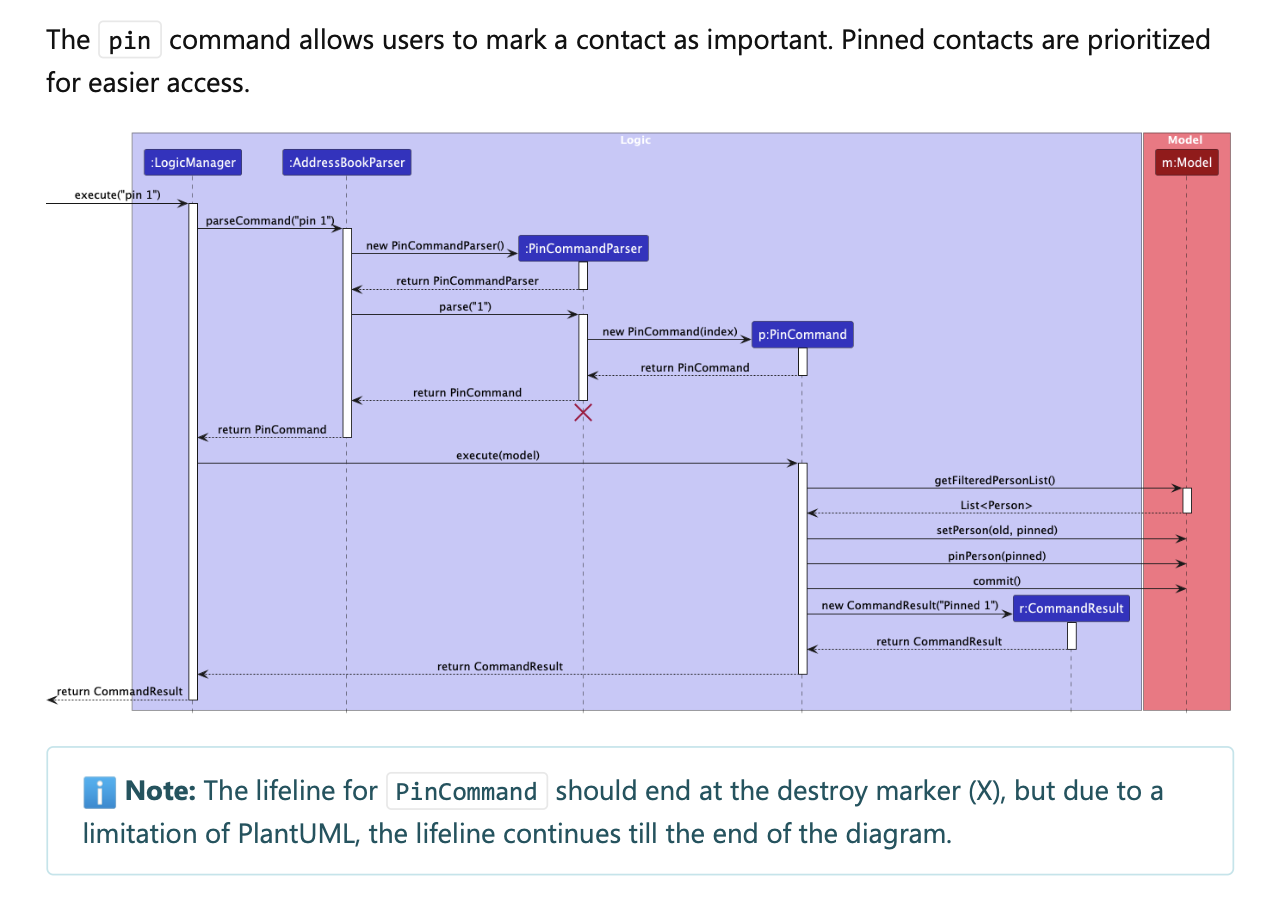 The pin command allows users to mark a contact as important. Pinned contacts are prioritized
for easier access.
Logic
Model
:LogicManager
:AddressBookParser
m:Model
execute("pin 1")
parseCommand("pin 1")
new PinCommandParser()
:PinCommandParser
return PinCommandParser
parse("1")
new PinCommand(index)
p:PinCommand
return PinCommand
return PinCommand
return PinCommand
execute(model)
getFilteredPersonList()
List<Person>
setPerson(old, pinned)
pinPerson(pinned)
commit()
new CommandResult("Pinned 1")
r:CommandResult
return CommandResult
return CommandResult
return CommandResult
Note: The lifeline for PinCommand should end at the destroy marker (X), but due to a
limitation of PlantUML, the lifeline continues till the end of the diagram.